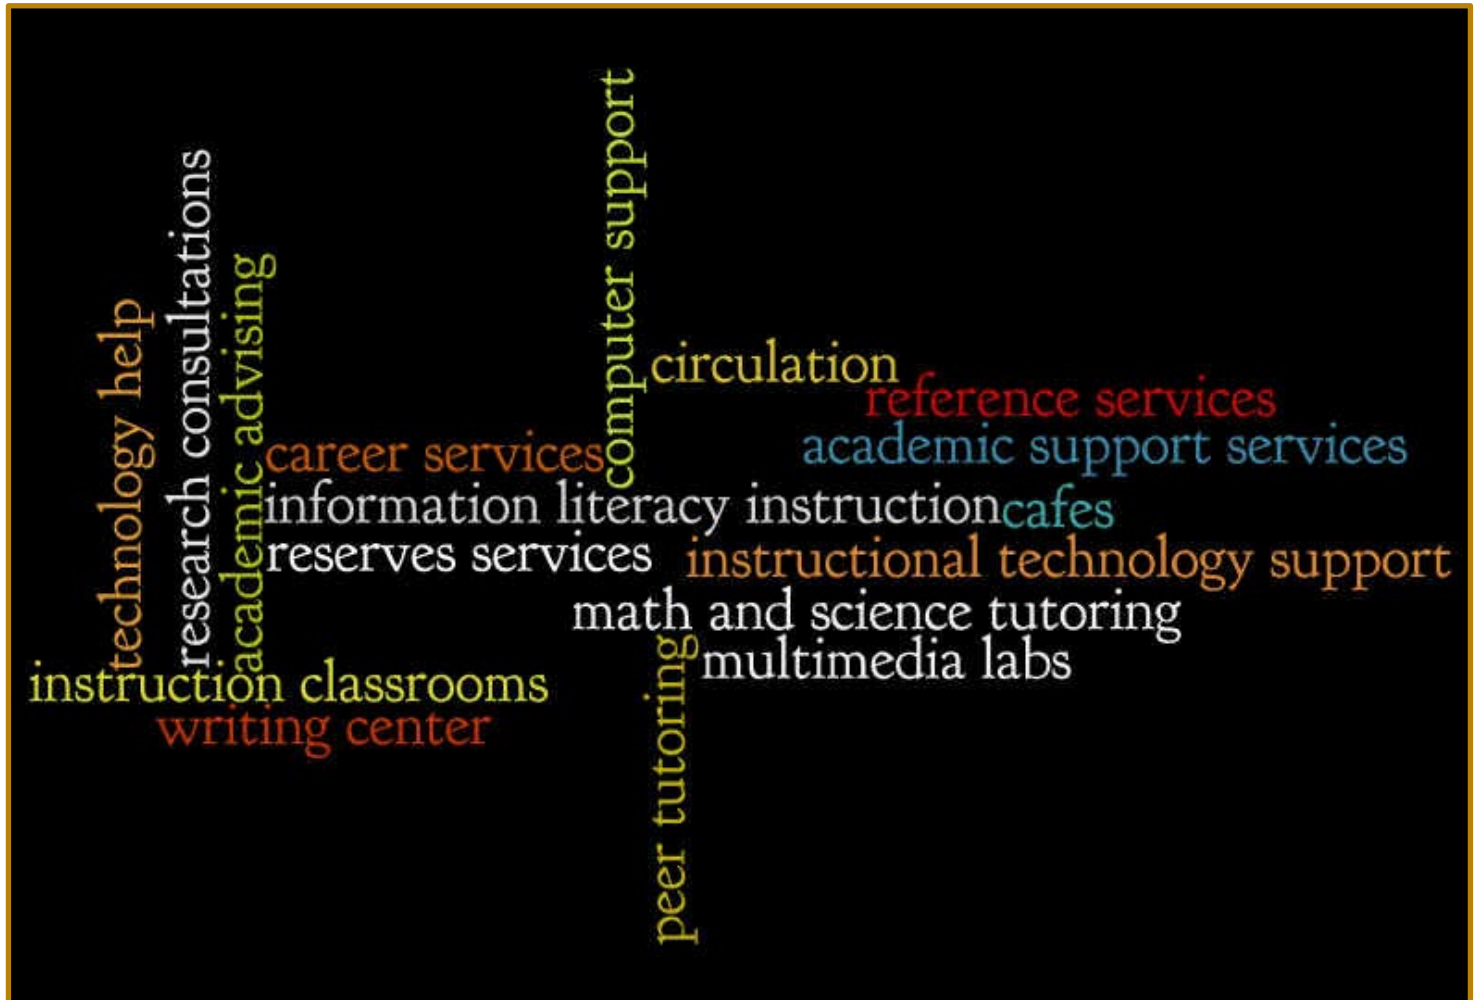 computer support
research consultations
academic advising
technology help
circulation
reference services
academic support services
career services
information literacy instruction
cafes
reserves services
instructional technology support
math and science tutoring
multimedia labs
peer tutoring
instruction classrooms
writing center